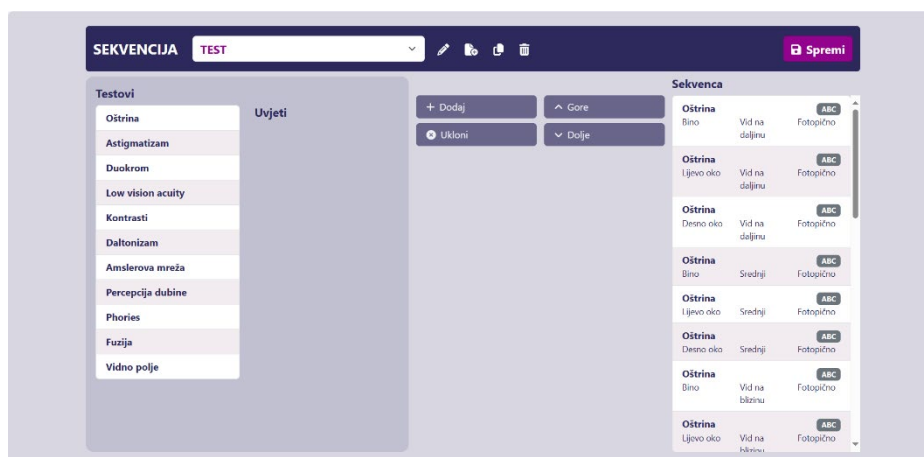 SEKVENCIJA TEST Spremi
Testovi
Oštrina
Astigmatizam
Duokrom
Low vision acuity
Kontrasti
Daltonizam
Amslerova mreža
Percepcija dubine
Phories
Fuzija
Vidno polje
Uvjeti
Dodaj
Ukloni
Gore
Dolje
Sekvenca
Oštrina ABC
Bino Vid na daljinu Fotopično
Oštrina ABC
Lijevo oko Vid na daljinu Fotopično
Oštrina ABC
Desno oko Vid na daljinu Fotopično
Oštrina ABC
Bino Srednji Fotopično
Oštrina ABC
Lijevo oko Srednji Fotopično
Oštrina ABC
Desno oko Srednji Fotopično
Oštrina ABC
Bino Vid na blizinu Fotopično
Oštrina ABC
Lijevo oko Vid na blizinu Fotopično